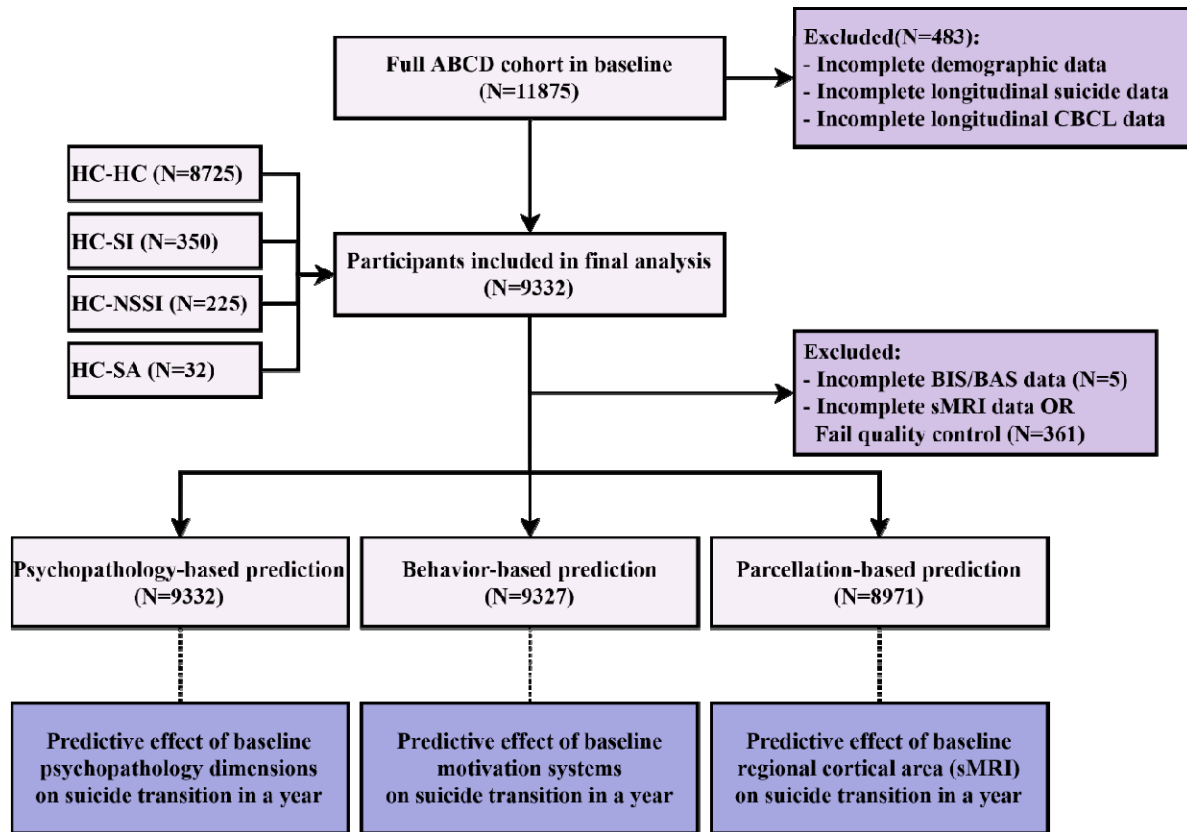 Full ABCD cohort in baseline
(N=11875)
Excluded(N=483):
- Incomplete demographic data
- Incomplete longitudinal suicide data
- Incomplete longitudinal CBCL data
HC-HC (N=8725)
HC-SI (N=350)
HC-NSSI (N=225)
HC-SA (N=32)
Participants included in final analysis
(N=9332)
Excluded:
- Incomplete BIS/BAS data (N=5)
- Incomplete sMRI data OR
Fail quality control (N=361)
Psychopathology-based prediction
(N=9332)
Behavior-based prediction
(N=9327)
Parcellation-based prediction
(N=8971)
Predictive effect of baseline
psychopathology dimensions
on suicide transition in a year
Predictive effect of baseline
motivation systems
on suicide transition in a year
Predictive effect of baseline
regional cortical area (sMRI)
on suicide transition in a year